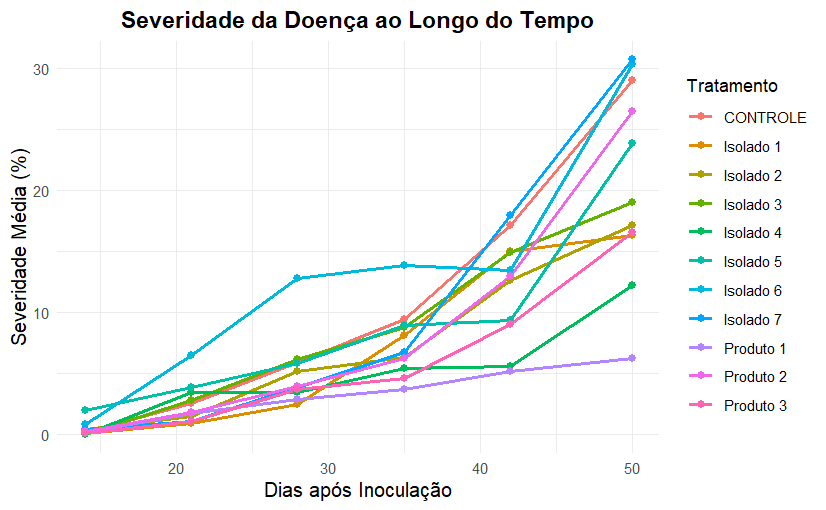 Severidade da Doença ao Longo do Tempo
Severidade Média (%)
30
20
10
0
20
30
40
50
Dias após Inoculação
Tratamento
CONTROLE
Isolado 1
Isolado 2
Isolado 3
Isolado 4
Isolado 5
Isolado 6
Isolado 7
Produto 1
Produto 2
Produto 3